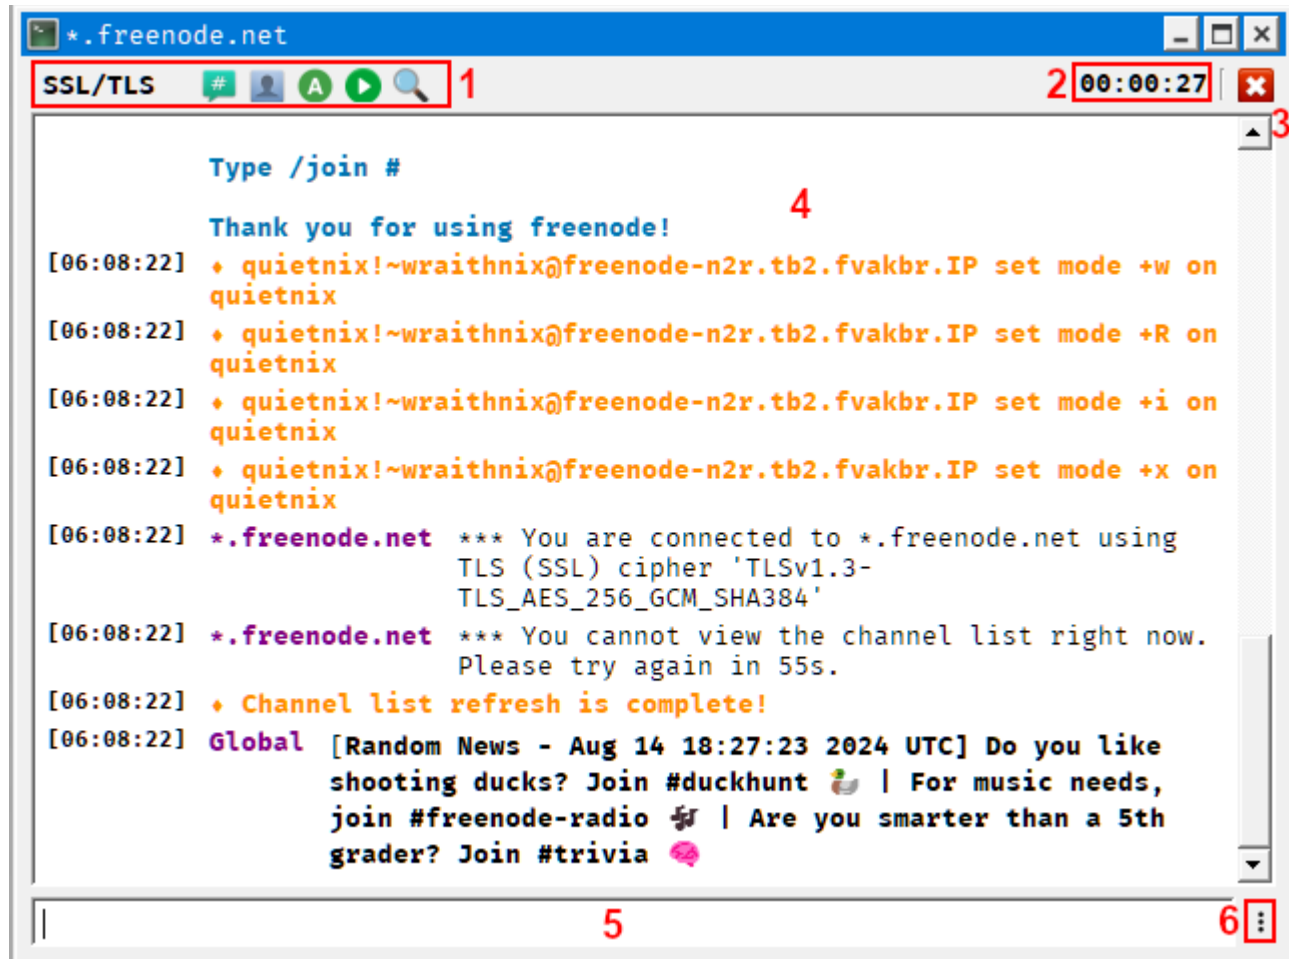 *.freenode.net
SSL/TLS # A 1 2 00:00:27
3
Type /join #
4
Thank you for using freenode!
[06:08:22] ♦ quietnix!~wraithnix@freenode-n2r.tb2.fvakbr.IP set mode +w on
quietnix
[06:08:22] ♦ quietnix!~wraithnix@freenode-n2r.tb2.fvakbr.IP set mode +R on
quietnix
[06:08:22] ♦ quietnix!~wraithnix@freenode-n2r.tb2.fvakbr.IP set mode +i on
quietnix
[06:08:22] ♦ quietnix!~wraithnix@freenode-n2r.tb2.fvakbr.IP set mode +x on
quietnix
[06:08:22] *.freenode.net *** You are connected to *.freenode.net using
TLS (SSL) cipher 'TLSv1.3-
TLS_AES_256_GCM_SHA384'
[06:08:22] *.freenode.net *** You cannot view the channel list right now.
Please try again in 55s.
[06:08:22] ♦ Channel list refresh is complete!
[06:08:22] Global [Random News - Aug 14 18:27:23 2024 UTC] Do you like
shooting ducks? Join #duckhunt 🦆 | For music needs,
join #freenode-radio 🎶 | Are you smarter than a 5th
grader? Join #trivia 🧠
5 6